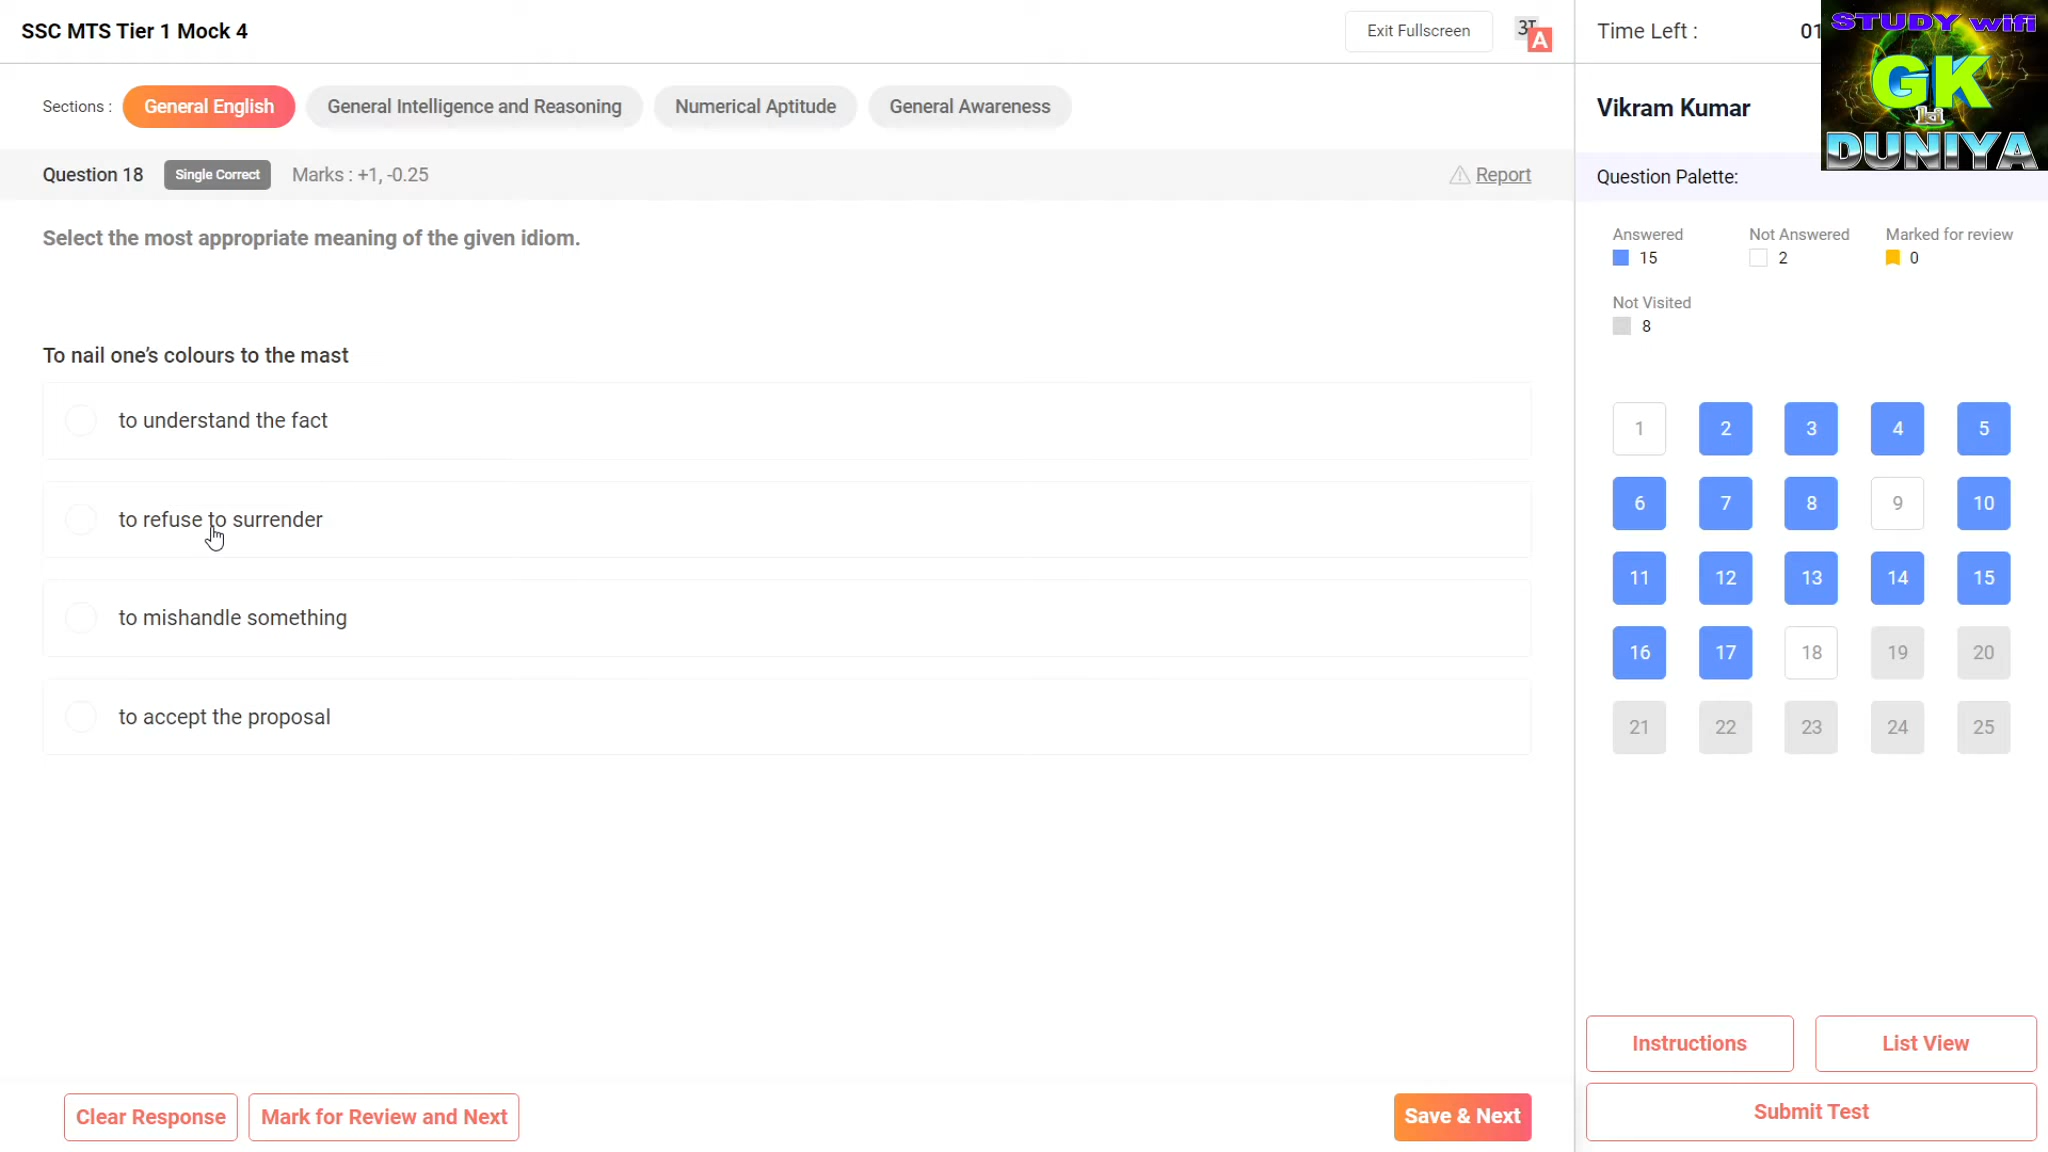 SSC MTS Tier 1 Mock 4
Exit Fullscreen
A
Time Left :
01
STUDY wifi
GK
ki
DUNIYA
Sections :
General English
General Intelligence and Reasoning
Numerical Aptitude
General Awareness
Vikram Kumar
Question 18
Single Correct
Marks : +1, -0.25
Report
Question Palette:
Select the most appropriate meaning of the given idiom.
Answered
15
Not Answered
2
Marked for review
0
Not Visited
8
To nail one’s colours to the mast
to understand the fact
to refuse to surrender
to mishandle something
to accept the proposal
1 2 3 4 5
6 7 8 9 10
11 12 13 14 15
16 17 18 19 20
21 22 23 24 25
Instructions
List View
Clear Response
Mark for Review and Next
Save & Next
Submit Test